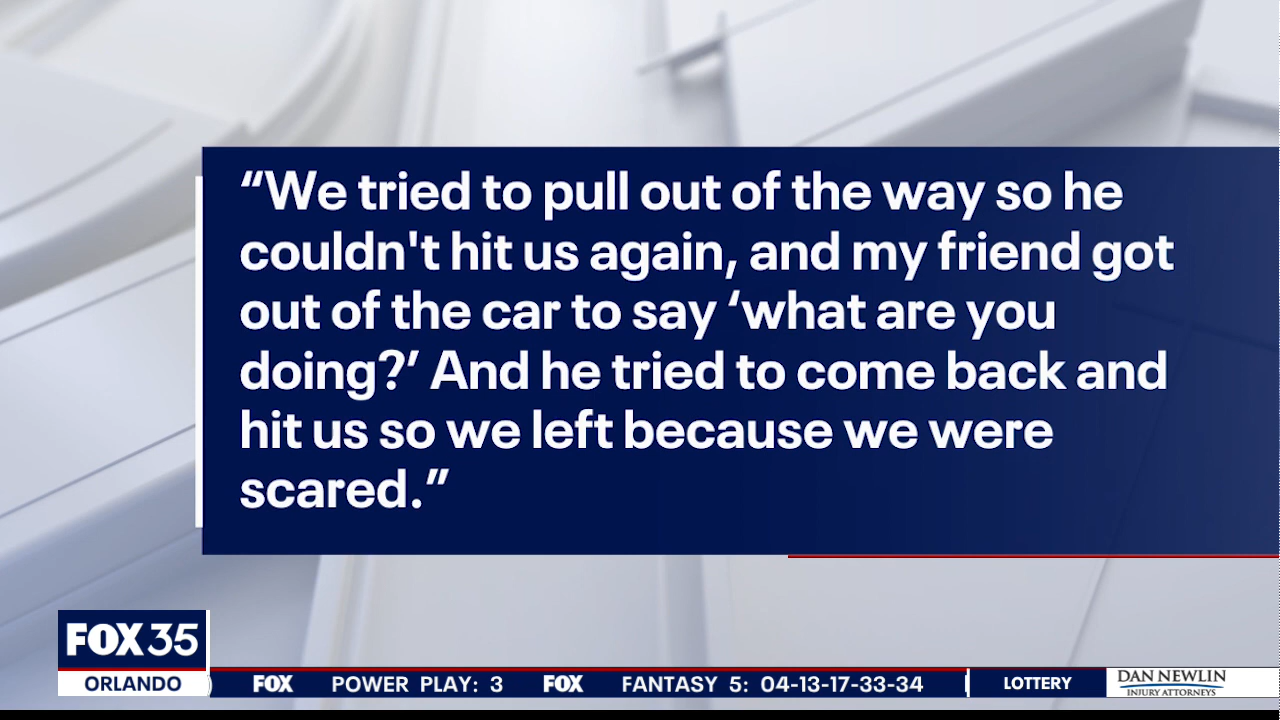 “We tried to pull out of the way so he
couldn't hit us again, and my friend got
out of the car to say ‘what are you
doing?’ And he tried to come back and
hit us so we left because we were
scared.”
FOX 35
ORLANDO
FOX POWER PLAY: 3 FOX FANTASY 5: 04-13-17-33-34
LOTTERY
DAN NEWLIN
INJURY ATTORNEYS